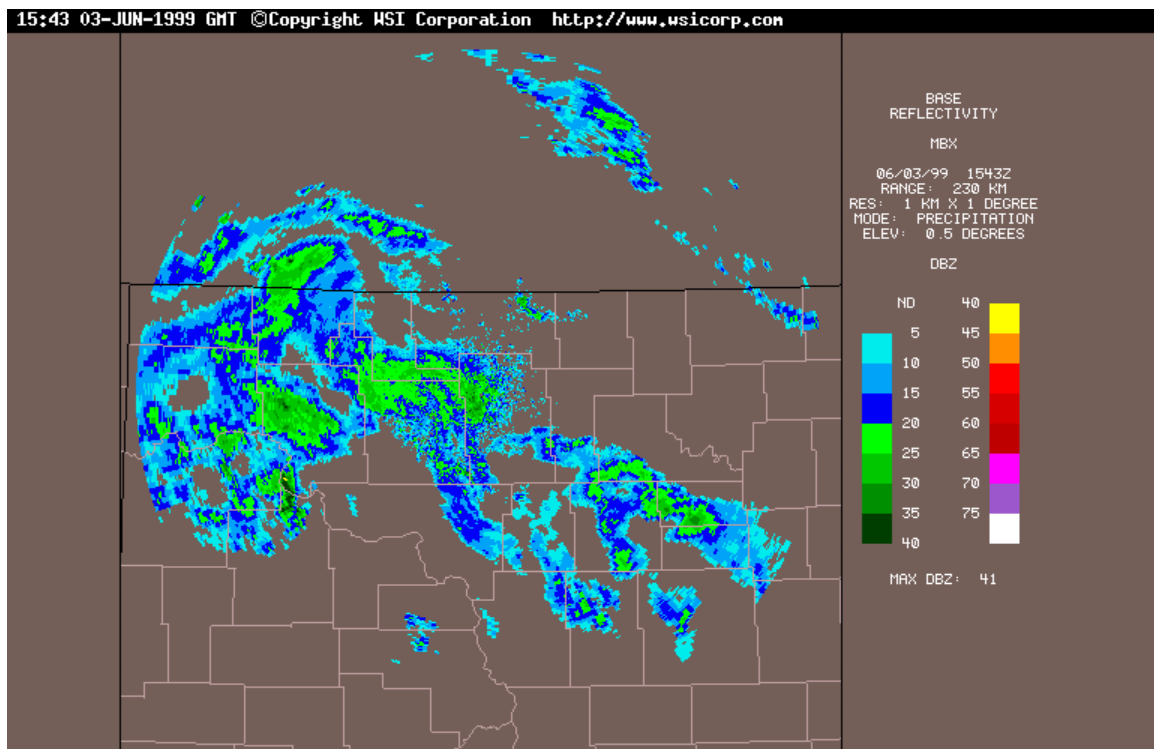 15:43 03-JUN-1999 GMT ©Copyright WSI Corporation http://www.wsicorp.com
BASE
REFLECTIVITY
MBX
06/03/99 1543Z
RANGE: 230 KM
RES: 1 KM X 1 DEGREE
MODE: PRECIPITATION
ELEV: 0.5 DEGREES
DBZ
ND 40
5 45
10 50
15 55
20 60
25 65
30 70
35 75
40
MAX DBZ: 41